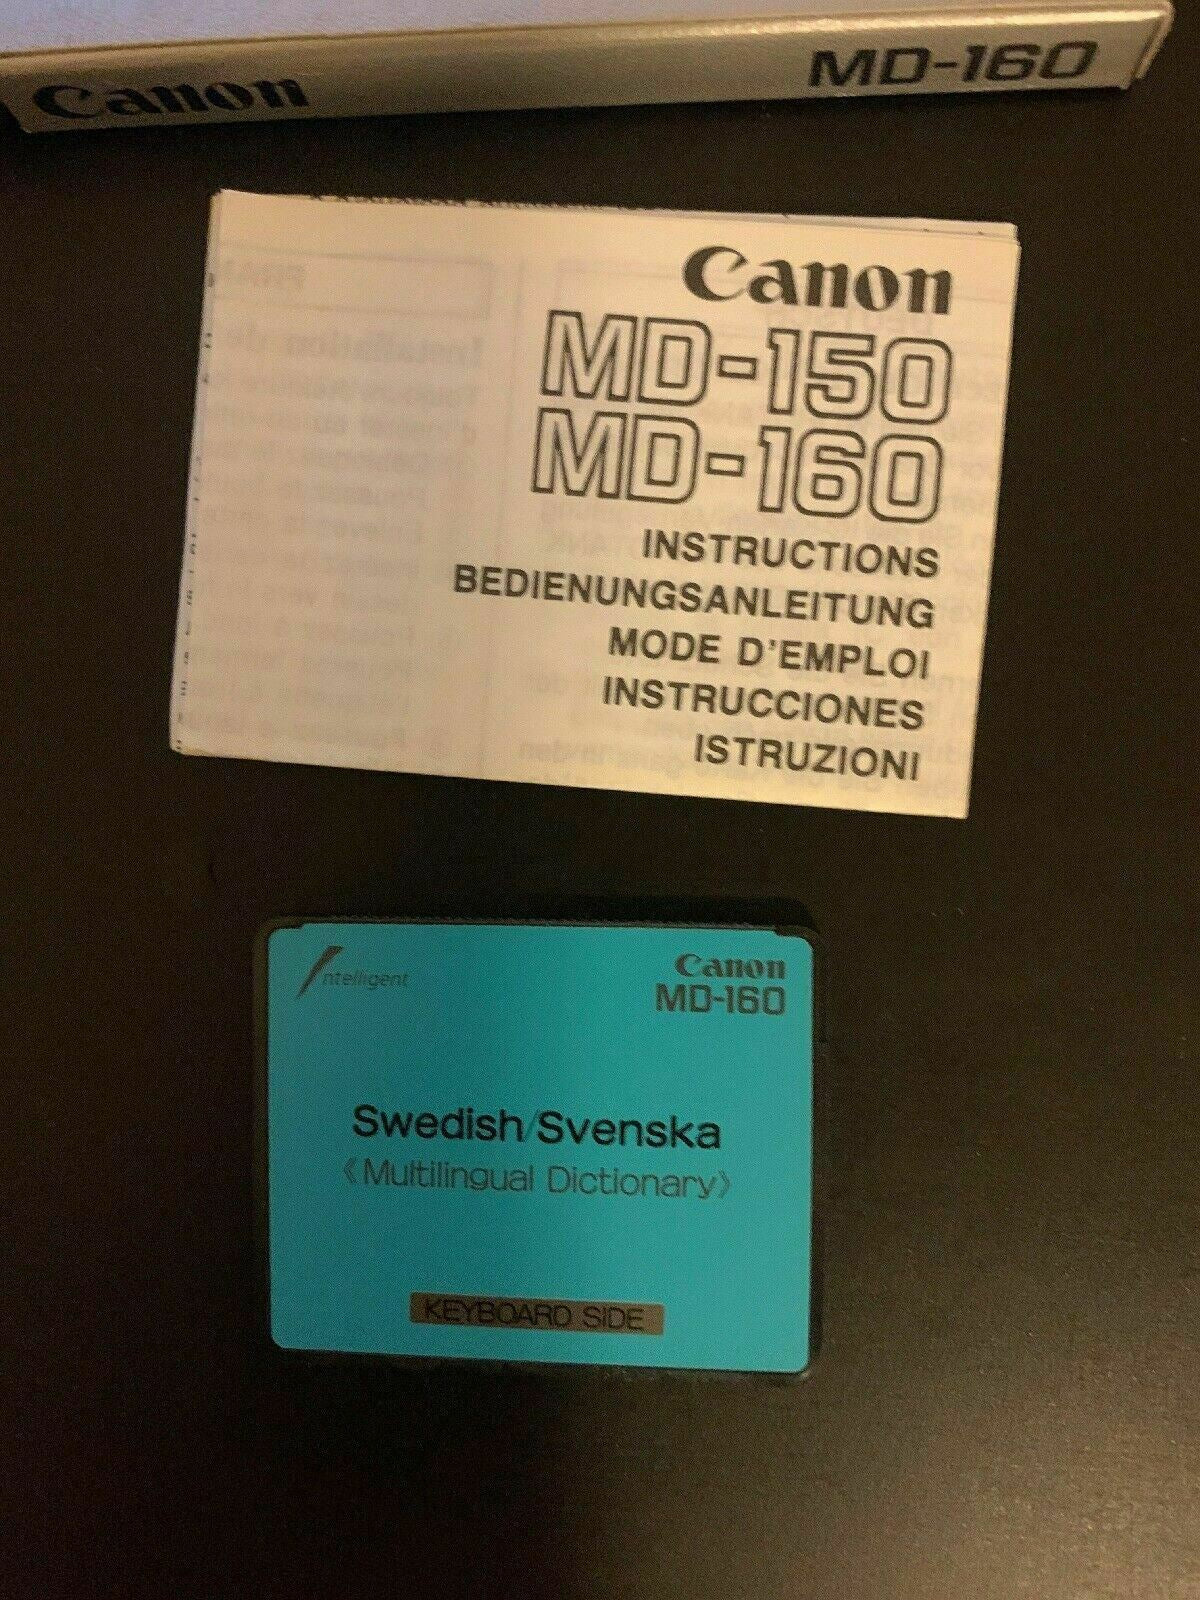 Canon MD-160
Canon
MD-150
MD-160
INSTRUCTIONS
BEDIENUNGSANLEITUNG
MODE D'EMPLOI
INSTRUCCIONES
ISTRUZIONI
Intelligent
Canon
MD-160
Swedish/Svenska
《Multilingual Dictionary》
KEYBOARD SIDE